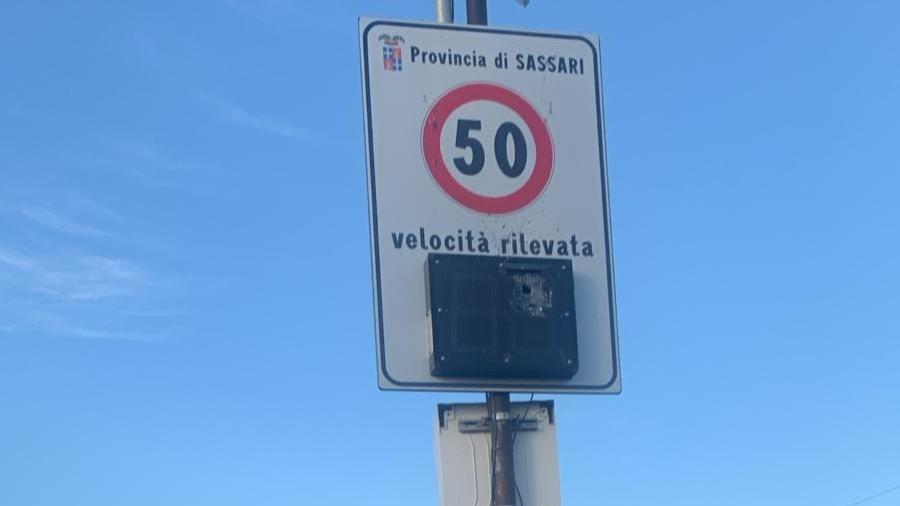 Provincia di SASSARI
50
velocità rilevata